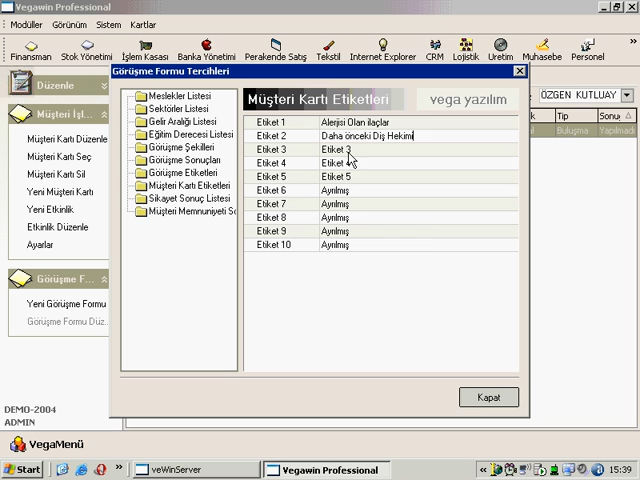 Vegawin Professional
Modüller Görünüm Sistem Kartlar
Finansman Stok Yönetimi İşlem Kasası Banka Yönetimi Perakende Satış Tekstil Internet Explorer CRM Lojistik Üretim Muhasebe Personel
Düzenle
Müşteri İşl...
Müşteri Kartı Düzenle
Müşteri Kartı Seç
Müşteri Kartı Sil
Yeni Müşteri Kartı
Yeni Etkinlik
Etkinlik Düzenle
Ayarlar
Görüşme F...
Yeni Görüşme Formu
Görüşme Formu Düz...
DEMO-2004
ADMIN
VegaMenü
Görüşme Formu Tercihleri
Meslekler Listesi
Sektörler Listesi
Gelir Aralığı Listesi
Eğitim Derecesi Listesi
Görüşme Şekilleri
Görüşme Sonuçları
Görüşme Etiketleri
Müşteri Kartı Etiketleri
Sikayet Sonuç Listesi
Müşteri Memnuniyeti So
Müşteri Kartı Etiketleri vega yazılım
Etiket 1 Alerjisi Olan ilaçlar
Etiket 2 Daha önceki Diş Hekimi
Etiket 3 Etiket 3
Etiket 4 Etiket 4
Etiket 5 Etiket 5
Etiket 6 Ayrılmış
Etiket 7 Ayrılmış
Etiket 8 Ayrılmış
Etiket 9 Ayrılmış
Etiket 10 Ayrılmış
Kapat
ÖZGEN KUTLUAY
Tip Sonuç
Buluşma Yapılmadı
Start veWinServer Vegawin Professional 15:39